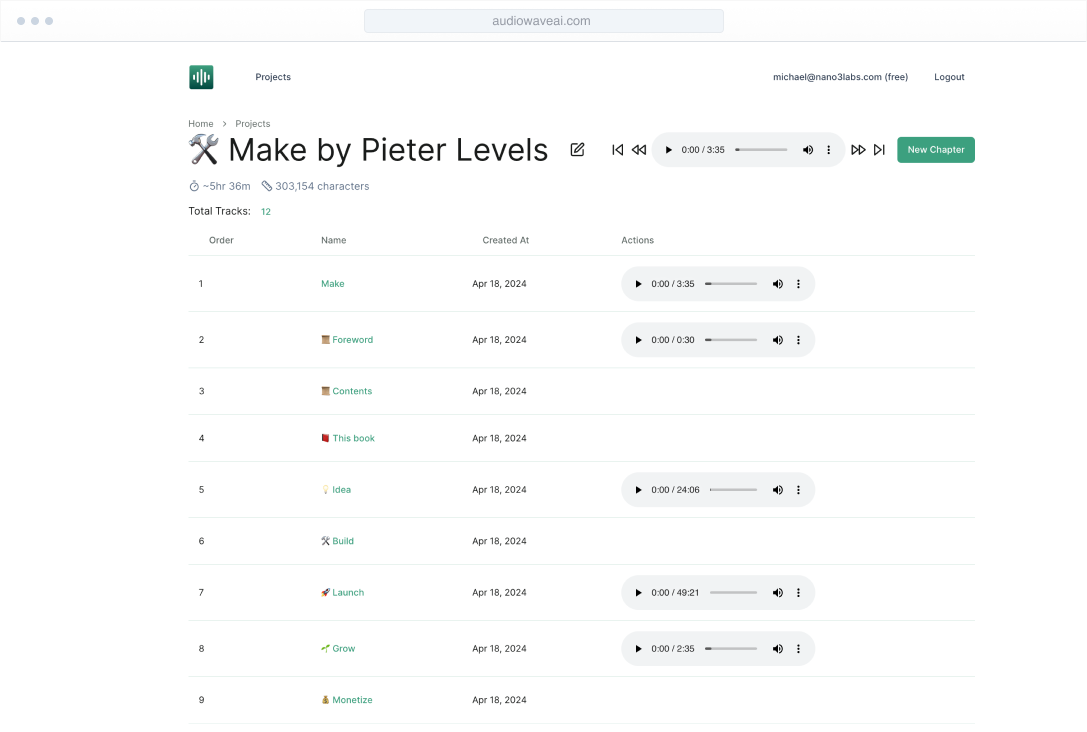 audiowaveai.com
Projects michael@nano3labs.com (free) Logout
Home > Projects
🛠️ Make by Pieter Levels 0:00 / 3:35 New Chapter
~5hr 36m 303,154 characters
Total Tracks: 12
Order Name Created At Actions
1 Make Apr 18, 2024 0:00 / 3:35
2 Foreword Apr 18, 2024 0:00 / 0:30
3 Contents Apr 18, 2024
4 This book Apr 18, 2024
5 Idea Apr 18, 2024 0:00 / 24:06
6 Build Apr 18, 2024
7 Launch Apr 18, 2024 0:00 / 49:21
8 Grow Apr 18, 2024 0:00 / 2:35
9 Monetize Apr 18, 2024